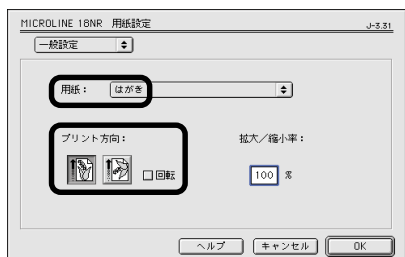 MICROLINE 18NR 用紙設定 J-3.31
一般設定
用紙： はがき
プリント方向： 拡大／縮小率：
回転 100 %
ヘルプ キャンセル OK